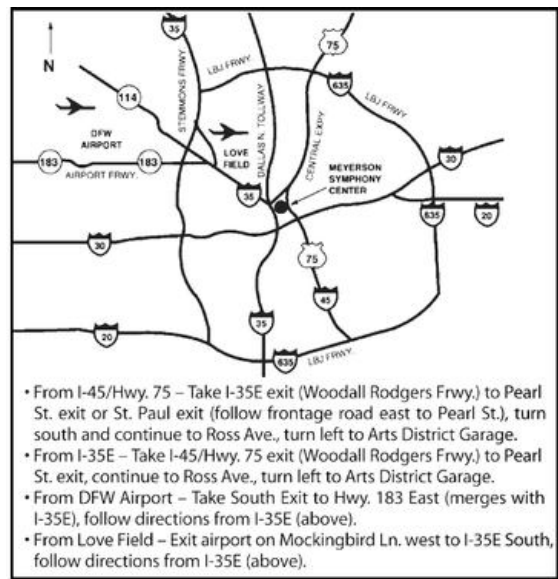 35
75
N
LBJ FRWY
STEMMONS FRWY
DALLAS N. TOLLWAY
CENTRAL EXPY
635
LBJ FRWY
114
DFW
AIRPORT
LOVE
FIELD
183
183
AIRPORT FRWY.
30
MEYERSON
SYMPHONY
CENTER
35
635
20
30
75
45
20
35
635
LBJ FRWY.
• From I-45/Hwy. 75 – Take I-35E exit (Woodall Rodgers Frwy.) to Pearl
St. exit or St. Paul exit (follow frontage road east to Pearl St.), turn
south and continue to Ross Ave., turn left to Arts District Garage.
• From I-35E – Take I-45/Hwy. 75 exit (Woodall Rodgers Frwy.) to Pearl
St. exit, continue to Ross Ave., turn left to Arts District Garage.
• From DFW Airport – Take South Exit to Hwy. 183 East (merges with
I-35E), follow directions from I-35E (above).
• From Love Field – Exit airport on Mockingbird Ln. west to I-35E South,
follow directions from I-35E (above).